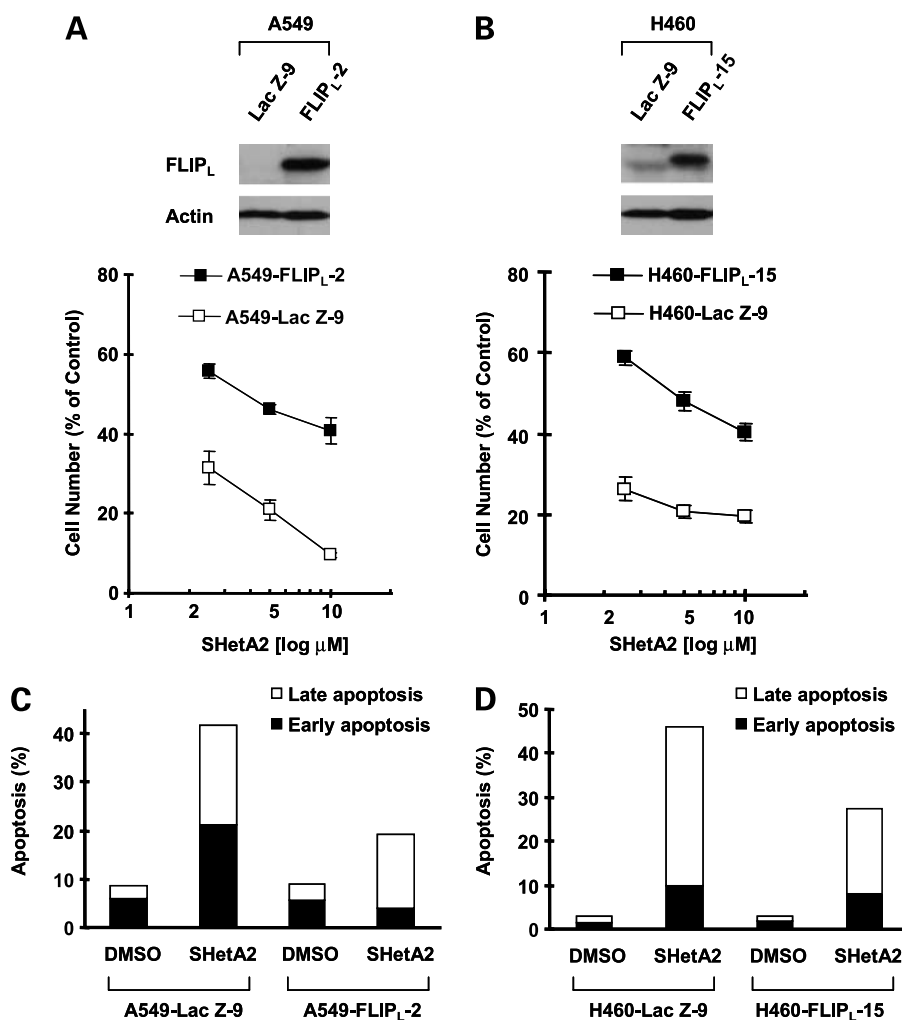 A
A549
Lac Z-9
FLIPL-2
FLIPL
Actin
80
60
40
20
0
Cell Number (% of Control)
A549-FLIPL-2
A549-Lac Z-9
1
2
5
10
SHetA2 [log μM]
B
H460
Lac Z-9
FLIPL-15
80
60
40
20
0
Cell Number (% of Control)
H460-FLIPL-15
H460-Lac Z-9
1
2
5
10
SHetA2 [log μM]
C
Late apoptosis
Early apoptosis
40
30
20
10
0
Apoptosis (%)
DMSO
SHetA2
DMSO
SHetA2
A549-Lac Z-9
A549-FLIPL-2
D
Late apoptosis
Early apoptosis
50
40
30
20
10
0
Apoptosis (%)
DMSO
SHetA2
DMSO
SHetA2
H460-Lac Z-9
H460-FLIPL-15